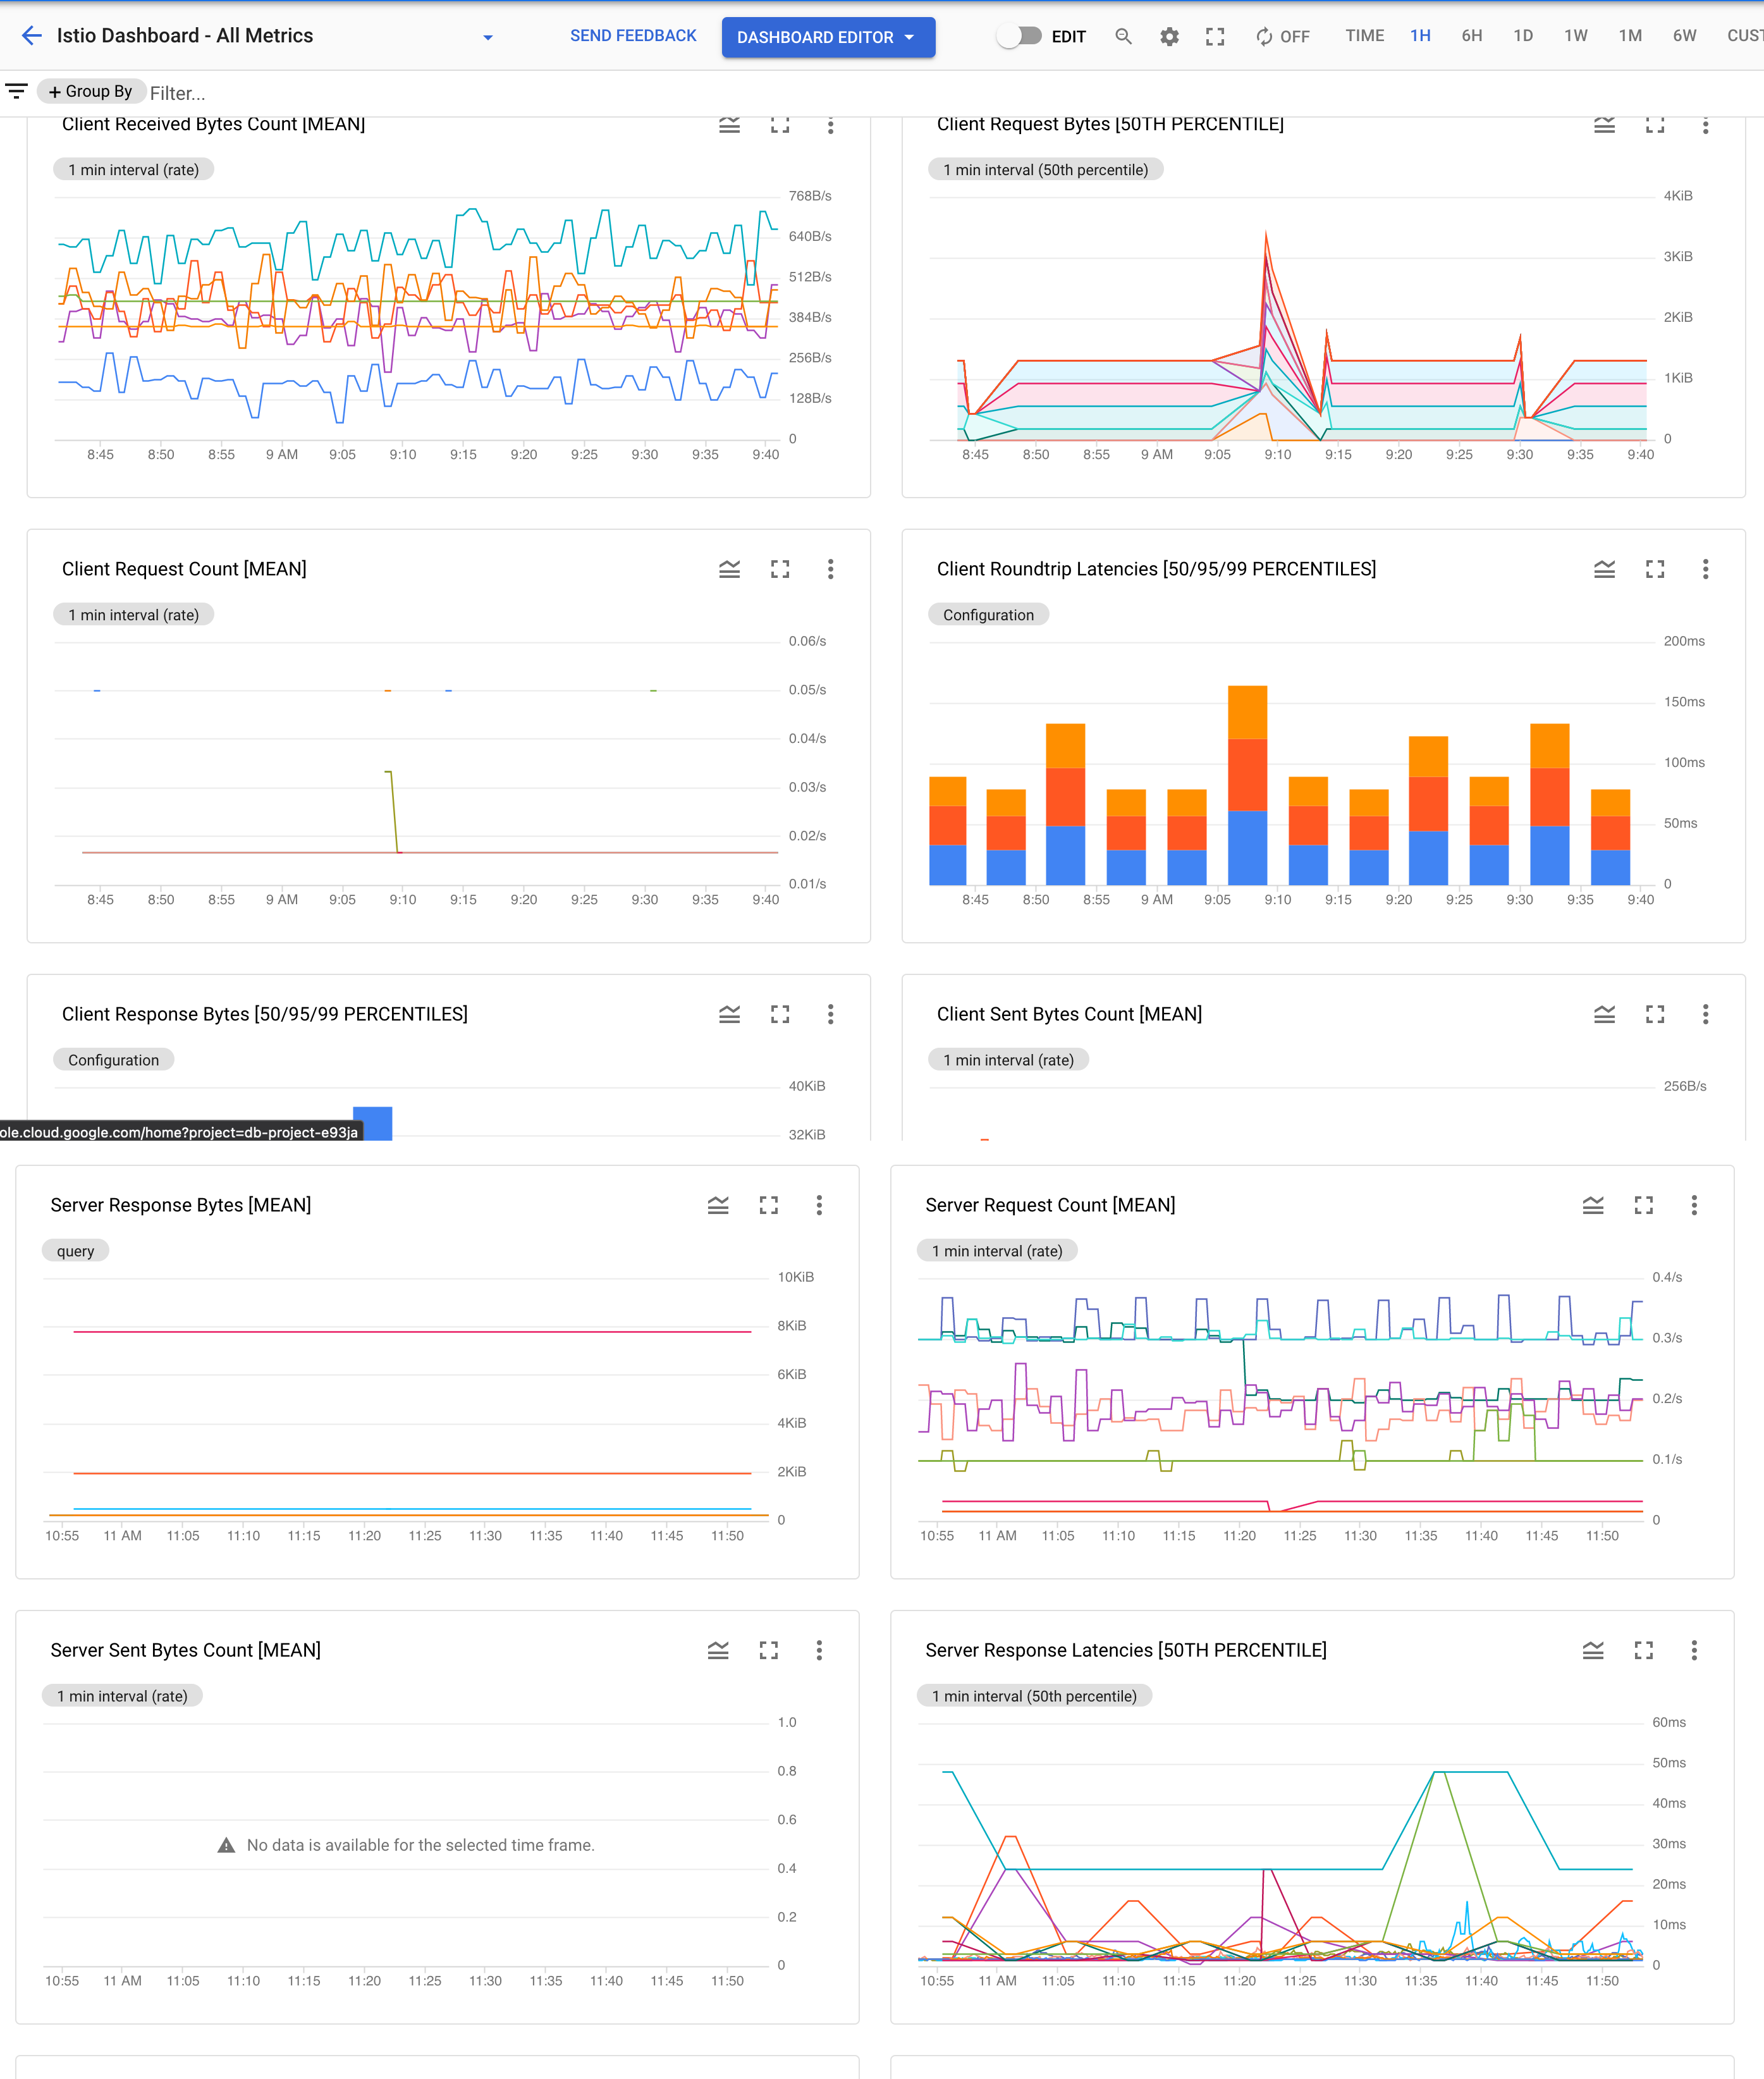 Istio Dashboard - All Metrics
SEND FEEDBACK
DASHBOARD EDITOR
EDIT
OFF
TIME 1H 6H 1D 1W 1M 6W CUST
+ Group By
Filter...
Client Received Bytes Count [MEAN]
1 min interval (rate)
768B/s
640B/s
512B/s
384B/s
256B/s
128B/s
0
8:45 8:50 8:55 9 AM 9:05 9:10 9:15 9:20 9:25 9:30 9:35 9:40
Client Request Bytes [50TH PERCENTILE]
1 min interval (50th percentile)
4KiB
3KiB
2KiB
1KiB
0
8:45 8:50 8:55 9 AM 9:05 9:10 9:15 9:20 9:25 9:30 9:35 9:40
Client Request Count [MEAN]
1 min interval (rate)
0.06/s
0.05/s
0.04/s
0.03/s
0.02/s
0.01/s
8:45 8:50 8:55 9 AM 9:05 9:10 9:15 9:20 9:25 9:30 9:35 9:40
Client Roundtrip Latencies [50/95/99 PERCENTILES]
Configuration
200ms
150ms
100ms
50ms
0
8:45 8:50 8:55 9 AM 9:05 9:10 9:15 9:20 9:25 9:30 9:35 9:40
Client Response Bytes [50/95/99 PERCENTILES]
Configuration
40KiB
32KiB
ole.cloud.google.com/home?project=db-project-e93ja
Client Sent Bytes Count [MEAN]
1 min interval (rate)
256B/s
Server Response Bytes [MEAN]
query
10KiB
8KiB
6KiB
4KiB
2KiB
0
10:55 11 AM 11:05 11:10 11:15 11:20 11:25 11:30 11:35 11:40 11:45 11:50
Server Request Count [MEAN]
1 min interval (rate)
0.4/s
0.3/s
0.2/s
0.1/s
0
10:55 11 AM 11:05 11:10 11:15 11:20 11:25 11:30 11:35 11:40 11:45 11:50
Server Sent Bytes Count [MEAN]
1 min interval (rate)
1.0
0.8
0.6
No data is available for the selected time frame.
0.4
0.2
0
10:55 11 AM 11:05 11:10 11:15 11:20 11:25 11:30 11:35 11:40 11:45 11:50
Server Response Latencies [50TH PERCENTILE]
1 min interval (50th percentile)
60ms
50ms
40ms
30ms
20ms
10ms
0
10:55 11 AM 11:05 11:10 11:15 11:20 11:25 11:30 11:35 11:40 11:45 11:50